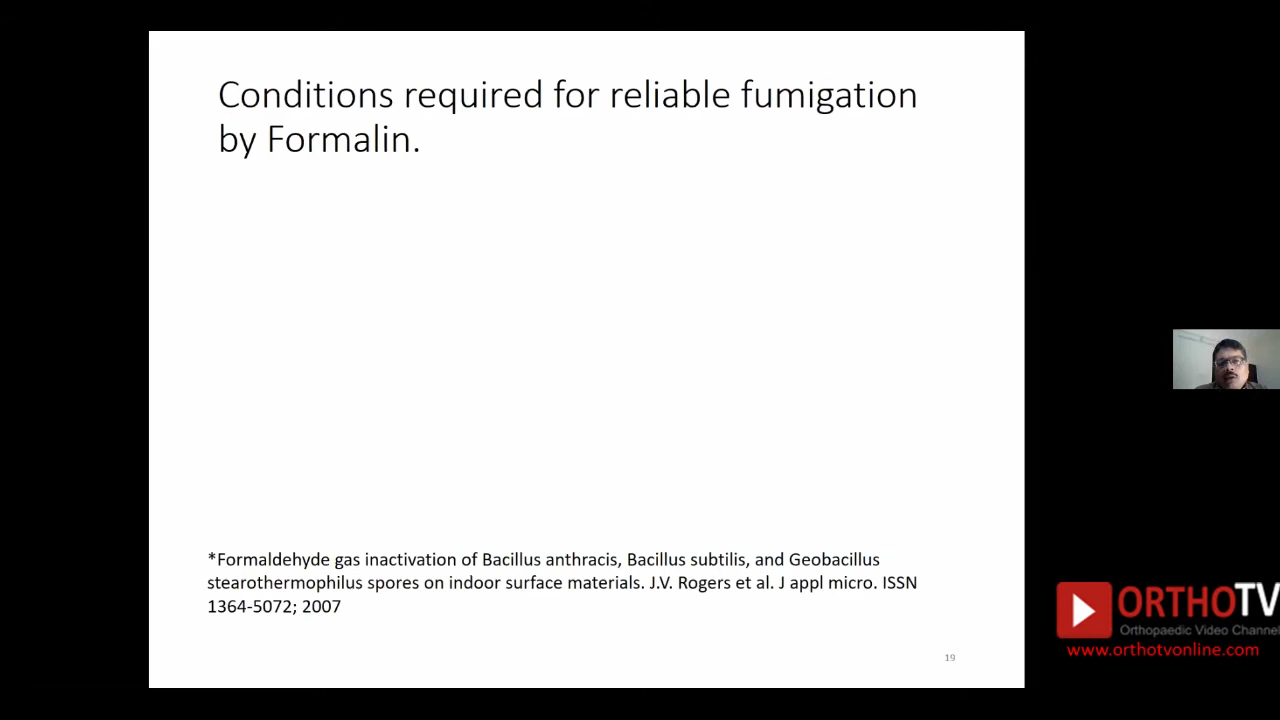 Conditions required for reliable fumigation
by Formalin.
*Formaldehyde gas inactivation of Bacillus anthracis, Bacillus subtilis, and Geobacillus
stearothermophilus spores on indoor surface materials. J.V. Rogers et al. J appl micro. ISSN
1364-5072; 2007
19
ORTHOTV
Orthopaedic Video Channel
www.orthotvonline.com